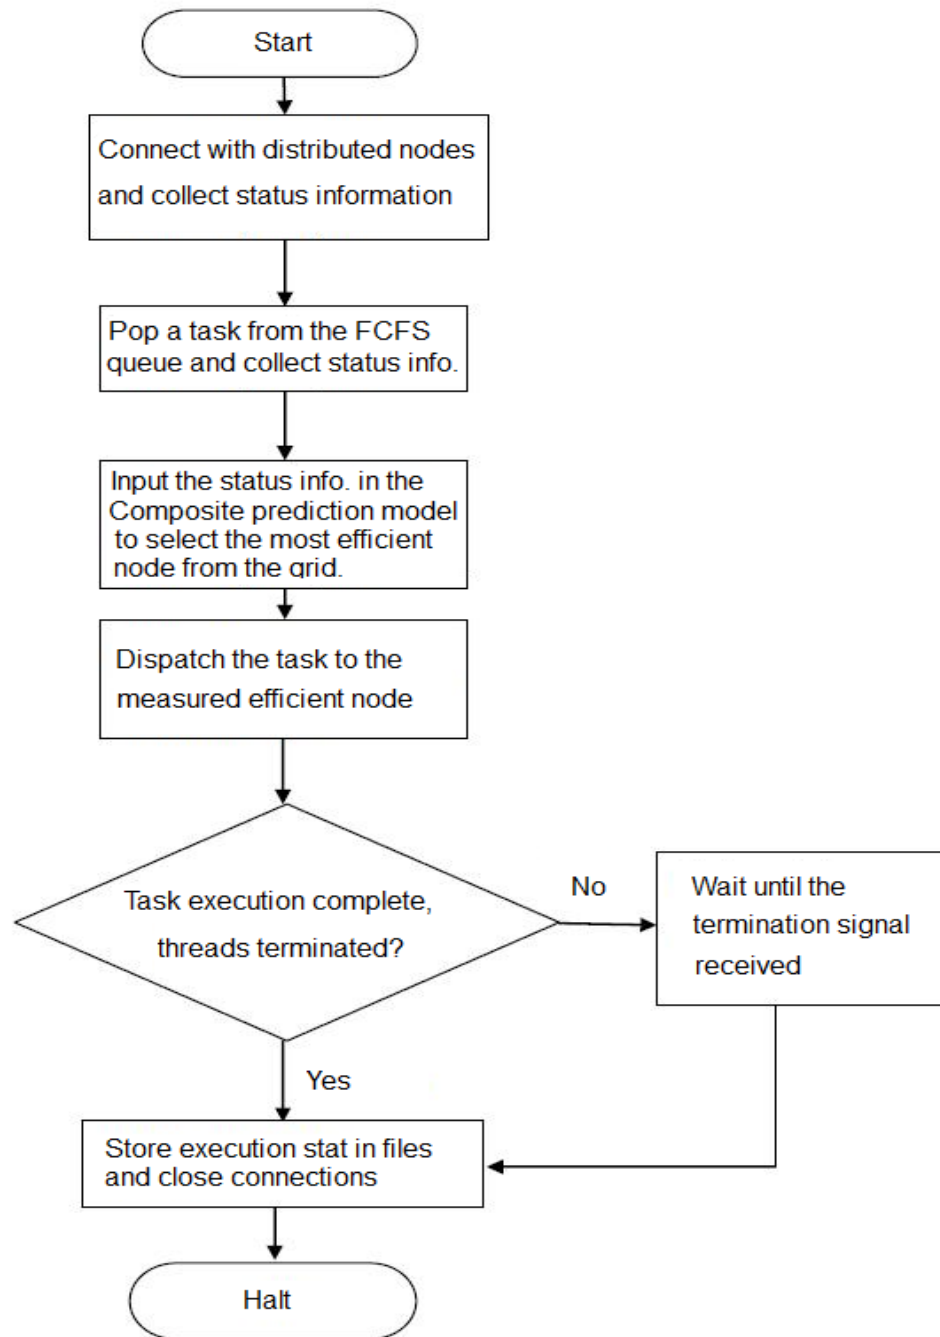 Start
Connect with distributed nodes
and collect status information
Pop a task from the FCFS
queue and collect status info.
Input the status info. in the
Composite prediction model
to select the most efficient
node from the grid.
Dispatch the task to the
measured efficient node
Task execution complete,
threads terminated?
No
Wait until the
termination signal
received
Yes
Store execution stat in files
and close connections
Halt